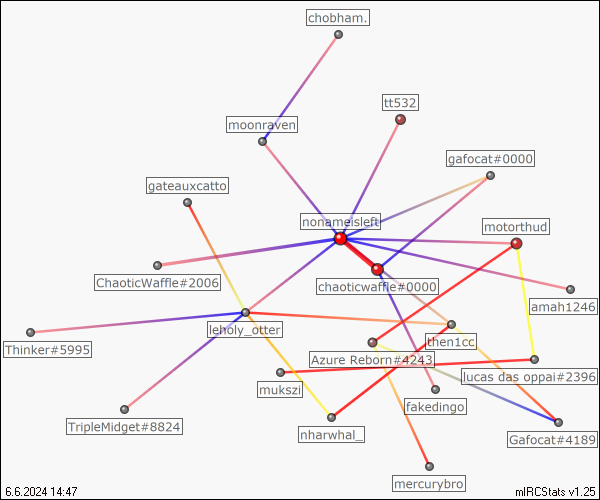 chobham.
tt532
moonraven
gafocat#0000
gateauxcatto
nonameisleft
motorthud
ChaoticWaffle#2006
chaoticwaffle#0000
amah1246
leholy_otter
then1cc
Thinker#5995
Azure Reborn#4243
lucas das oppai#2396
mukszi
fakedingo
TripleMidget#8824
nharwhal_
Gafocat#4189
mercurybro
6.6.2024 14:47
mIRCStats v1.25